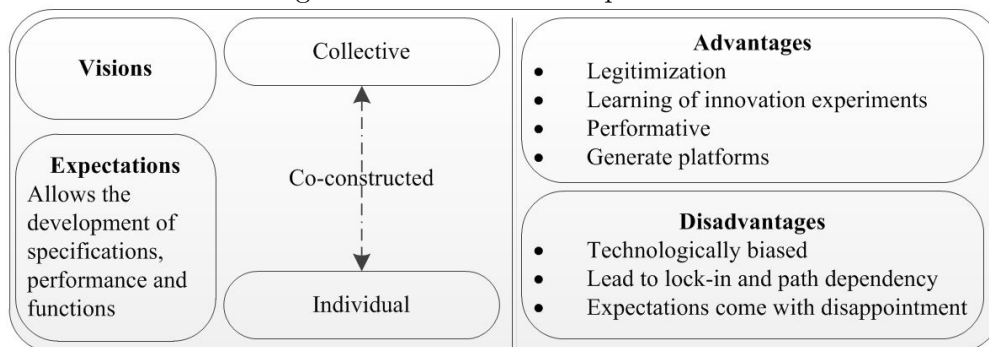 Visions
Expectations
Allows the
development of
specifications,
performance and
functions
Collective
Co-constructed
Individual
Advantages
• Legitimization
• Learning of innovation experiments
• Performative
• Generate platforms
Disadvantages
• Technologically biased
• Lead to lock-in and path dependency
• Expectations come with disappointment